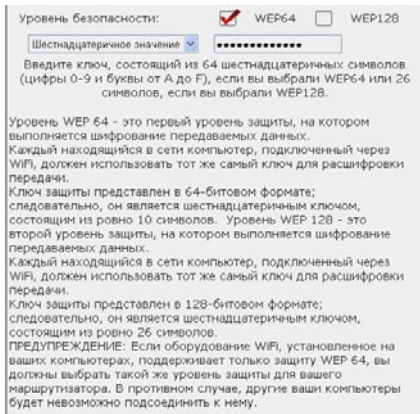 Уровень безопасности: WEP64 WEP128
Шестнадцатеричное значение •••••••••••••
Введите ключ, состоящий из 64 шестнадцатеричных символов
(цифры 0-9 и буквы от А до F), если вы выбрали WEP64 или 26
символов, если вы выбрали WEP128.
Уровень WEP 64 - это первый уровень защиты, на котором
выполняется шифрование передаваемых данных.
Каждый находящийся в сети компьютер, подключенный через
WiFi, должен использовать тот же самый ключ для расшифровки
передачи.
Ключ защиты представлен в 64-битовом формате;
следовательно, он является шестнадцатеричным ключом,
состоящим из ровно 10 символов. Уровень WEP 128 - это
второй уровень защиты, на котором выполняется шифрование
передаваемых данных.
Каждый находящийся в сети компьютер, подключенный через
WiFi, должен использовать тот же самый ключ для расшифровки
передачи.
Ключ защиты представлен в 128-битовом формате;
следовательно, он является шестнадцатеричным ключом,
состоящим из ровно 26 символов.
ПРЕДУПРЕЖДЕНИЕ: Если оборудование WiFi, установленное на
ваших компьютерах, поддерживает только защиту WEP 64, вы
должны выбрать такой же уровень защиты для вашего
маршрутизатора. В противном случае, другие ваши компьютеры
будет невозможно подсоединить к нему.